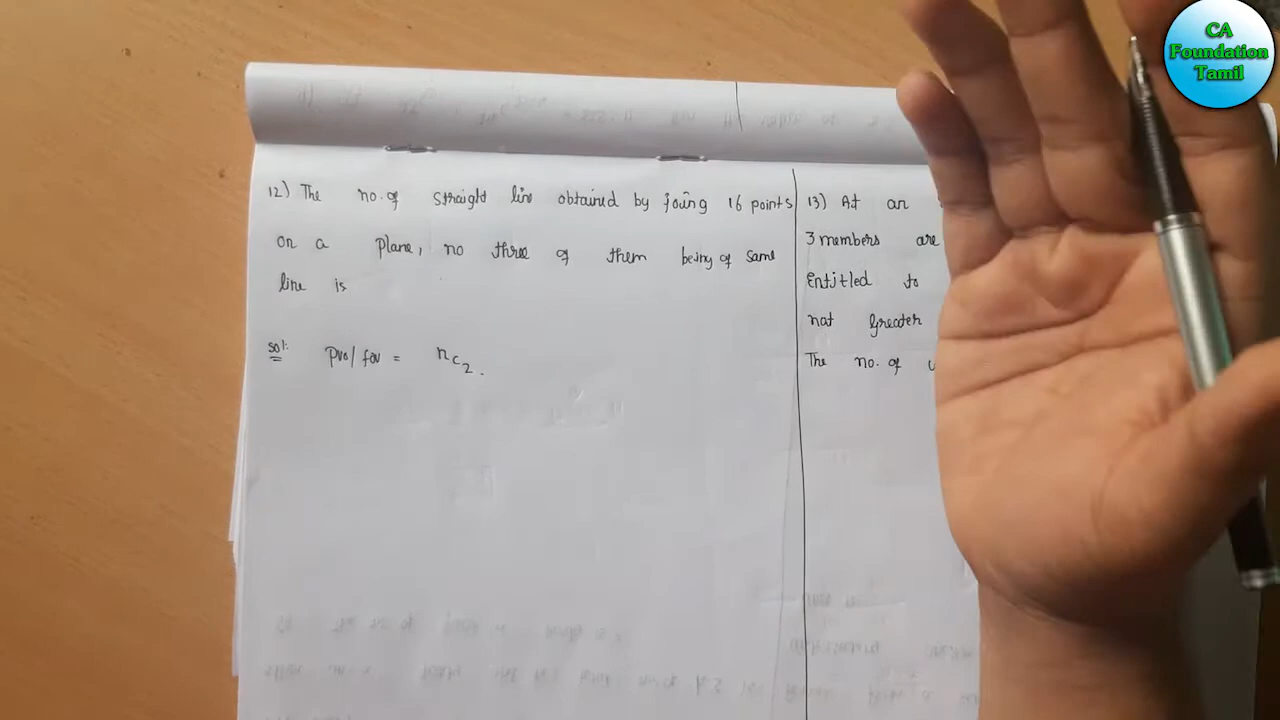 CA
Foundation
Tamil
12) The no. of straight line obtained by joing 16 points
on a plane, no three of them being of same
line is
Sol: pro/fav = nC2.
13) At an
3 members are
Entitled to
not Greater
The no. of